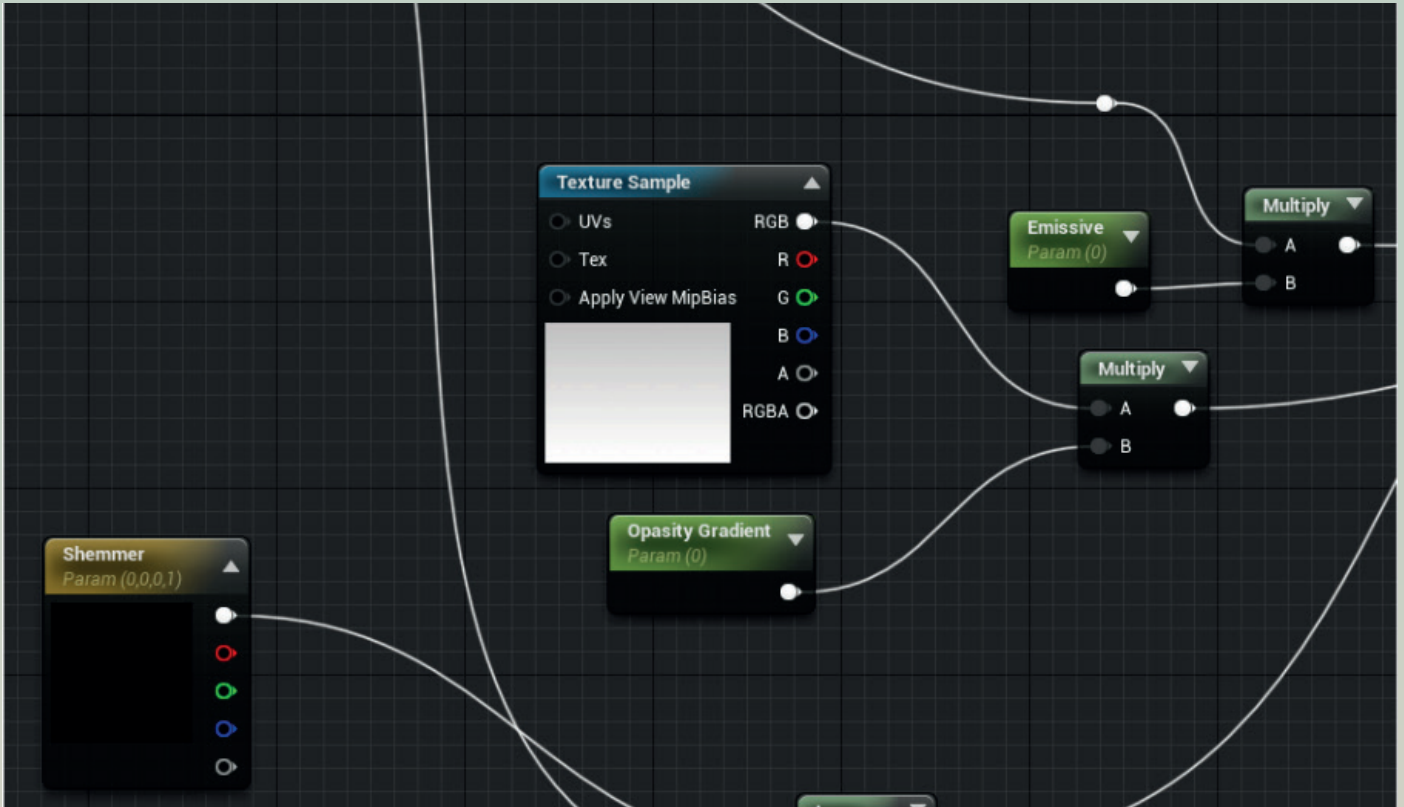 Texture Sample
UVs
RGB
Tex
R
Apply View MipBias
G
B
A
RGBA
Emissive
Param (0)
Multiply
A
B
Multiply
A
B
Opasity Gradient
Param (0)
Shemmer
Param (0,0,0,1)